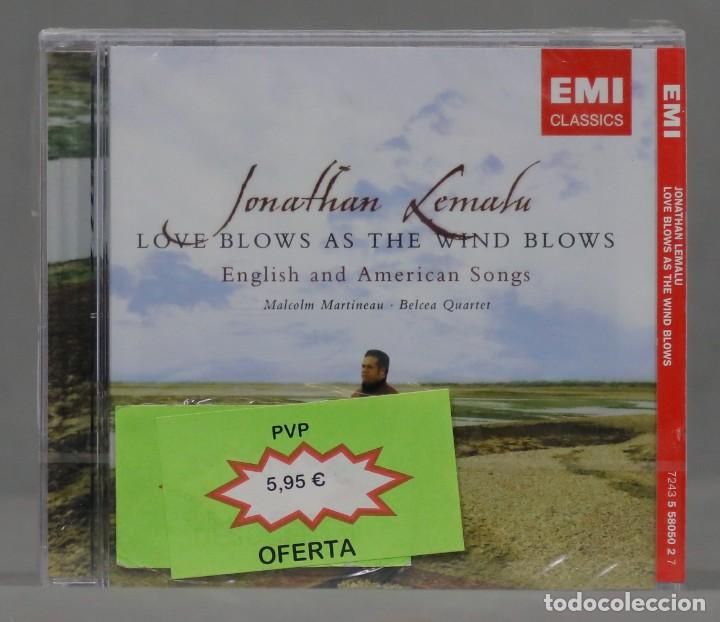 EMI
CLASSICS
Jonathan Lemalu
LOVE BLOWS AS THE WIND BLOWS
English and American Songs
Malcolm Martineau · Belcea Quartet
PVP
5,95 €
OFERTA
EMI
JONATHAN LEMALU
LOVE BLOWS AS THE WIND BLOWS
7243 5 58050 2 7
todocoleccion.net